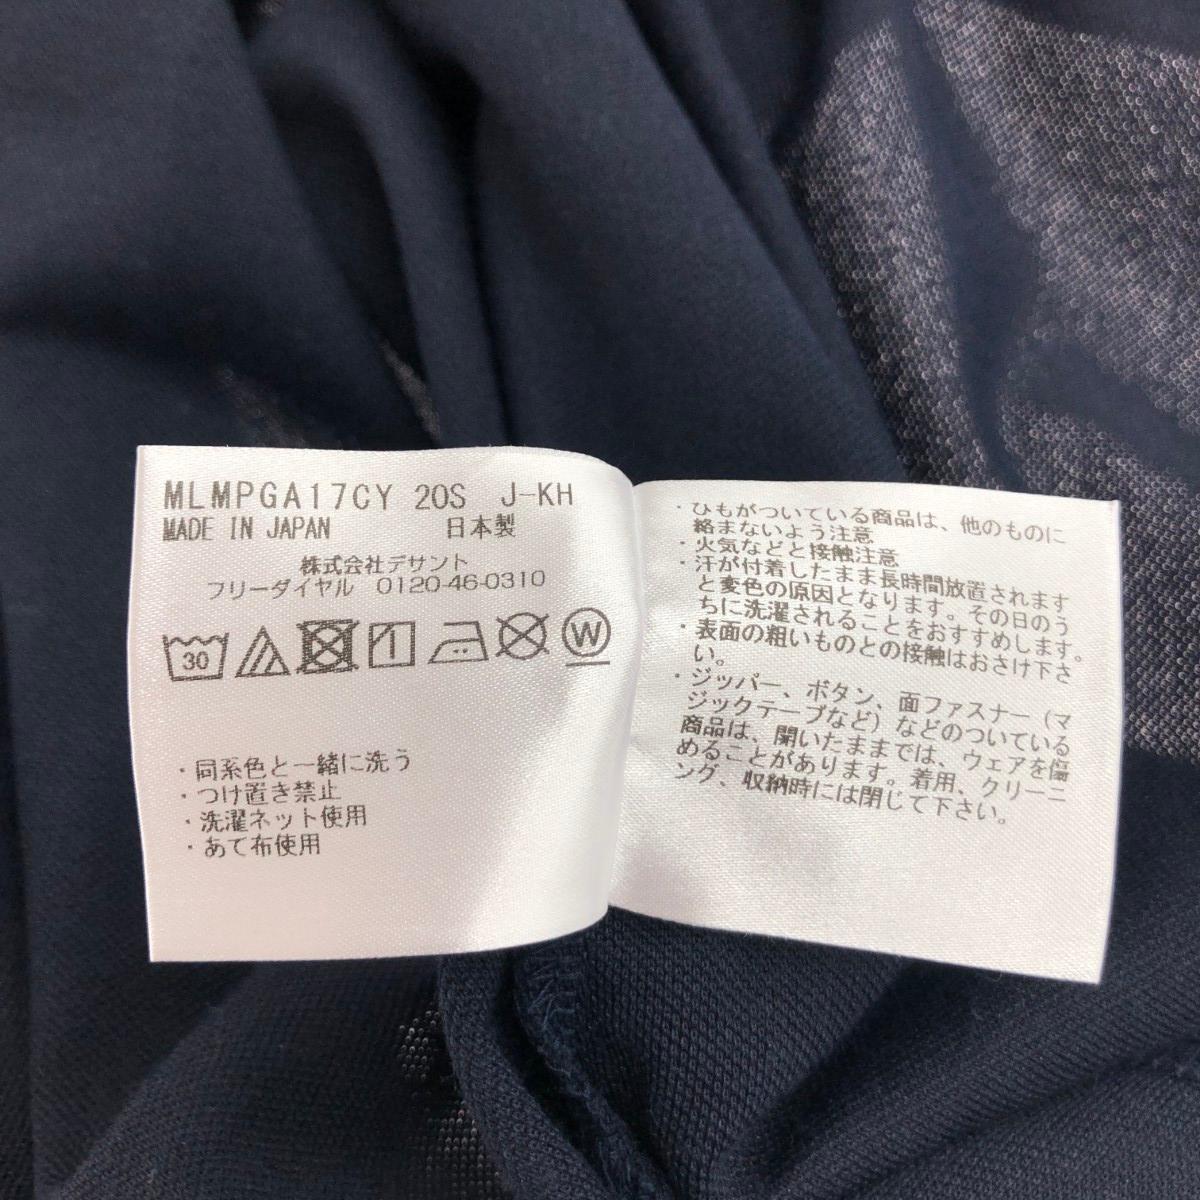 MLMPGA17CY 20S J-KH
MADE IN JAPAN 日本製
株式会社デサント
フリーダイヤル 0120-46-0310
30
W
・同系色と一緒に洗う
・つけ置き禁止
・洗濯ネット使用
・あて布使用
・ひもがついている商品は、他のものに
絡まないよう注意
・火気などと接触注意
・汗が付着したまま長時間放置されます
と変色の原因となります。その日のう
ちに洗濯されることをおすすめします。
・表面の粗いものとの接触はおさけ下さ
い。
・ジッパー、ボタン、面ファスナー（マ
ジックテープなど）などのついている
商品は、開いたままでは、ウェアを傷
めることがあります。着用、クリーニ
ング、収納時には閉じて下さい。